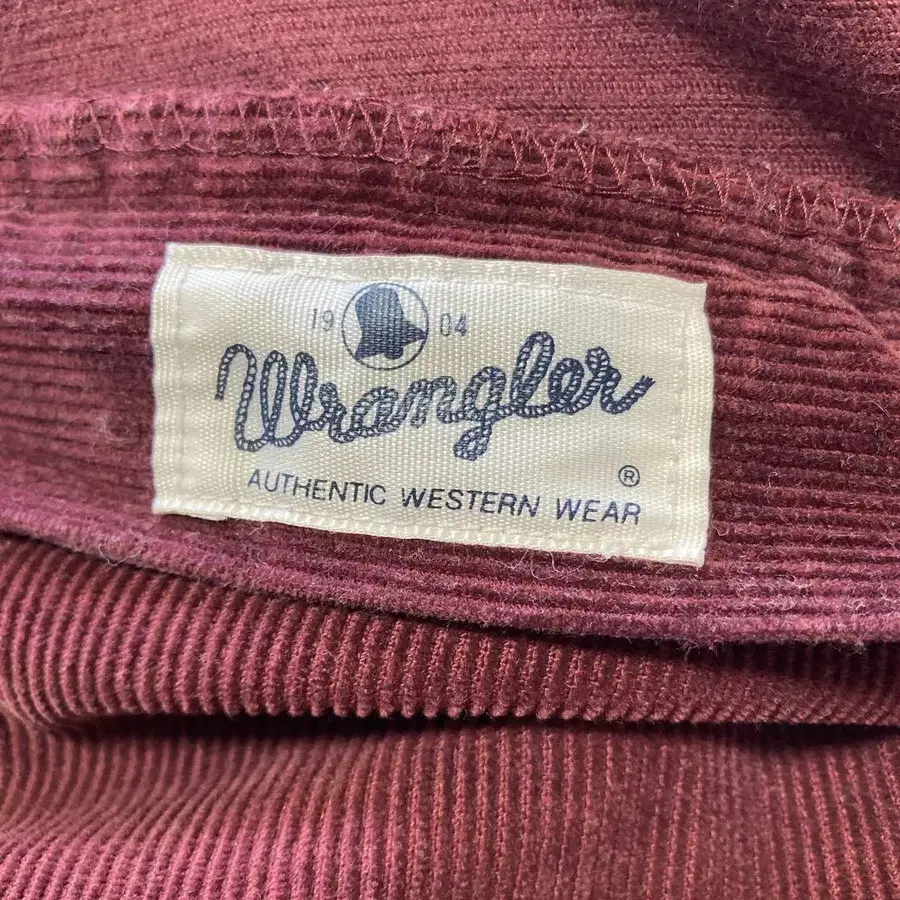 19 04
Wrangler
®
AUTHENTIC WESTERN WEAR